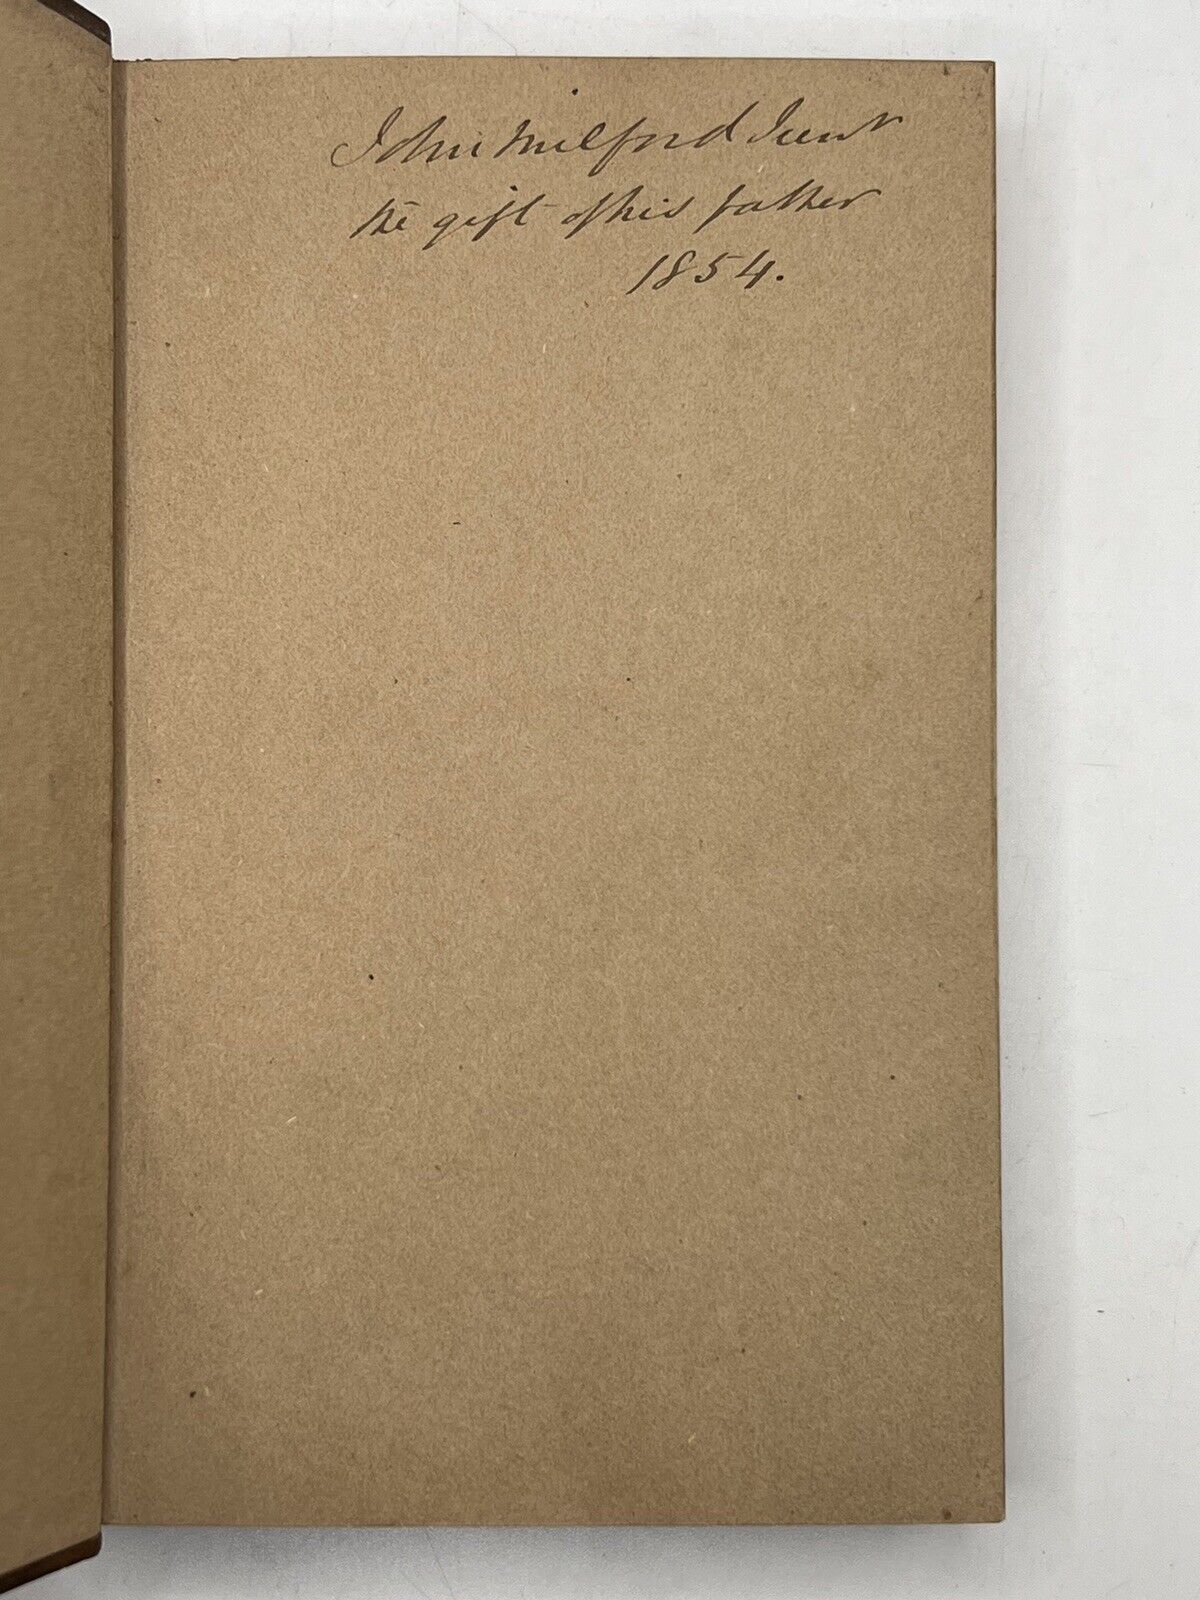 John Milford Junr
the gift of his father
1854.